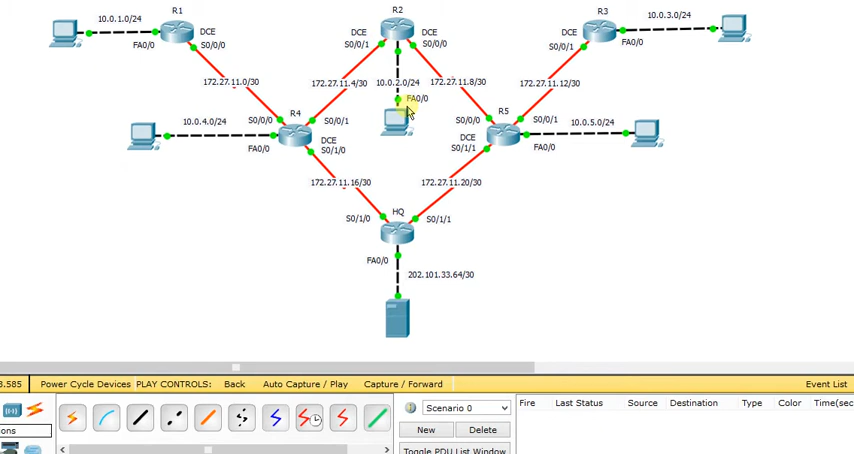 R1
R2
R3
10.0.1.0/24
10.0.3.0/24
DCE
DCE
DCE
FA0/0
S0/0/0
S0/0/1
S0/0/0
S0/0/1
FA0/0
172.27.11.0/30
172.27.11.4/30
10.0.2.0/24
172.27.11.8/30
172.27.11.12/30
FA0/0
R4
R5
10.0.4.0/24
S0/0/0
S0/0/1
S0/0/0
S0/0/1
10.0.5.0/24
FA0/0
DCE
S0/1/0
DCE
S0/1/1
FA0/0
172.27.11.16/30
172.27.11.20/30
HQ
S0/1/0
S0/1/1
FA0/0
202.101.33.64/30
3.585
Power Cycle Devices
PLAY CONTROLS:
Back
Auto Capture / Play
Capture / Forward
Event List
Scenario 0
Fire
Last Status
Source
Destination
Type
Color
Time(sec
ons
New
Delete
Toggle PDU List Window